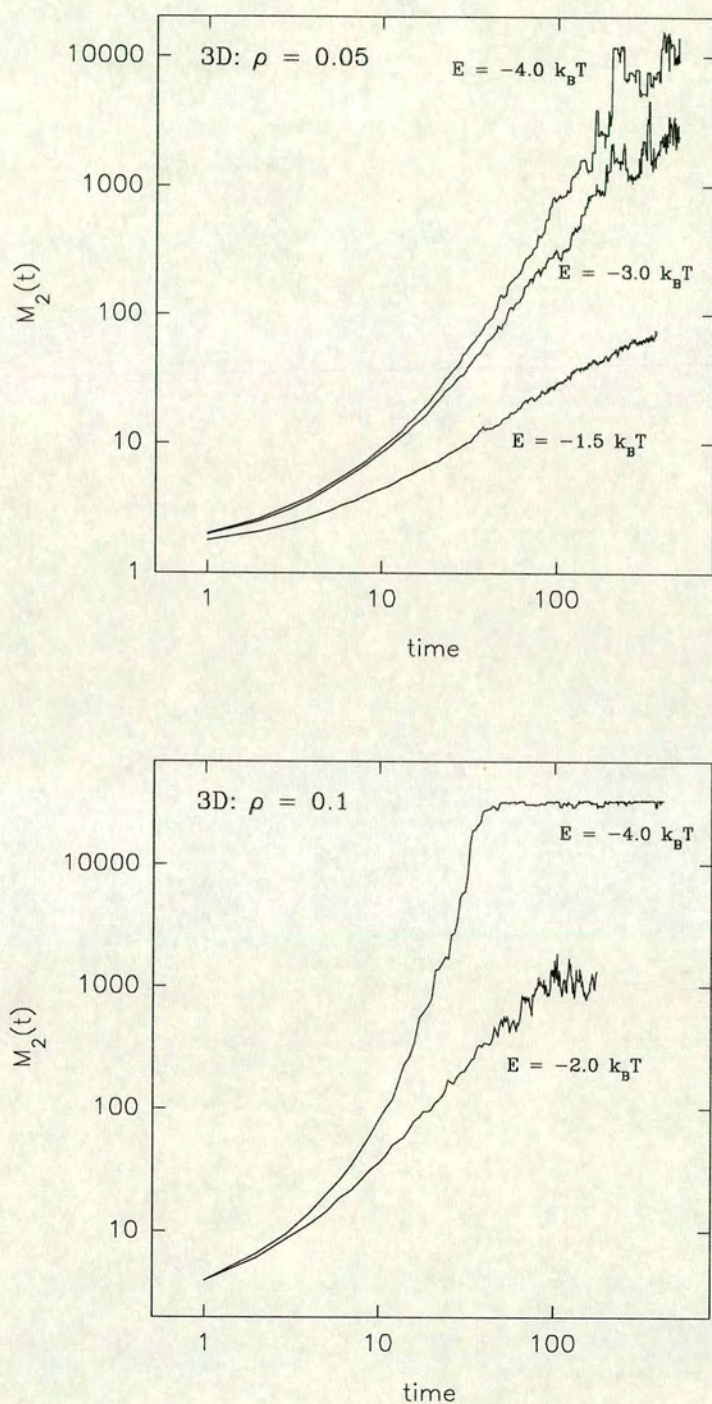 10000
1000
100
10
1
M₂(t)
3D: ρ = 0.05
E = −4.0 k_BT
E = −3.0 k_BT
E = −1.5 k_BT
1 10 100
time
10000
1000
100
10
M₂(t)
3D: ρ = 0.1
E = −4.0 k_BT
E = −2.0 k_BT
1 10 100
time